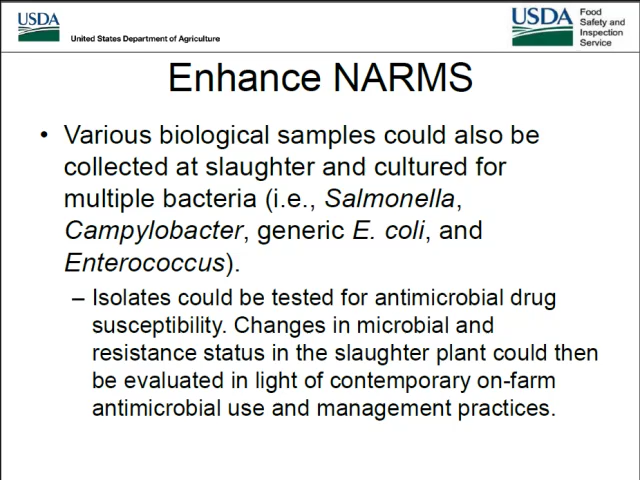 USDA
United States Department of Agriculture
USDA
Food
Safety and
Inspection
Service
Enhance NARMS
• Various biological samples could also be
collected at slaughter and cultured for
multiple bacteria (i.e., Salmonella,
Campylobacter, generic E. coli, and
Enterococcus).
– Isolates could be tested for antimicrobial drug
susceptibility. Changes in microbial and
resistance status in the slaughter plant could then
be evaluated in light of contemporary on-farm
antimicrobial use and management practices.